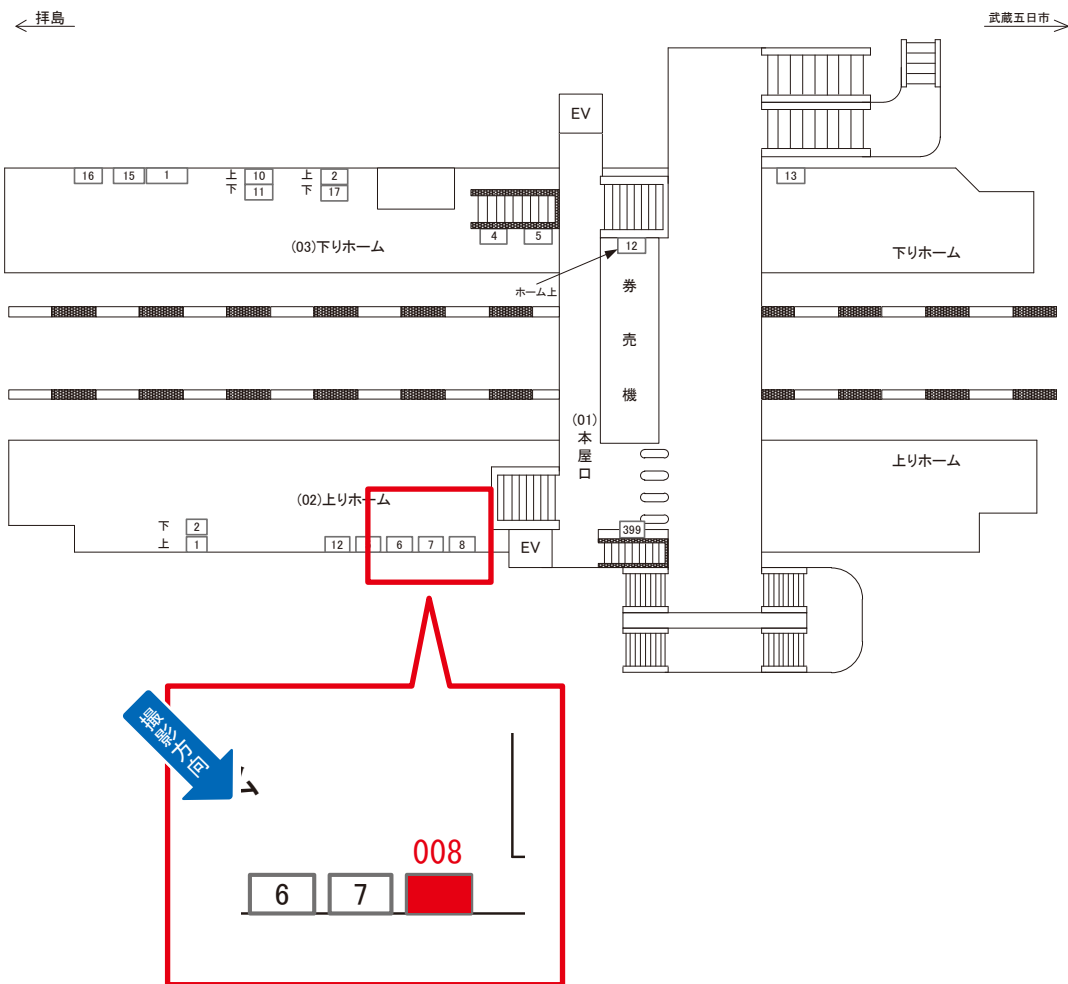 拝島
武蔵五日市
EV
16
15
1
上 10
下 11
上 2
下 17
13
4
5
12
(03)下りホーム
下りホーム
ホーム上
券売機
(01)本屋口
上りホーム
(02)上りホーム
下 2
上 1
12
6
7
8
EV
399
撮影方向
ム
008
6
7